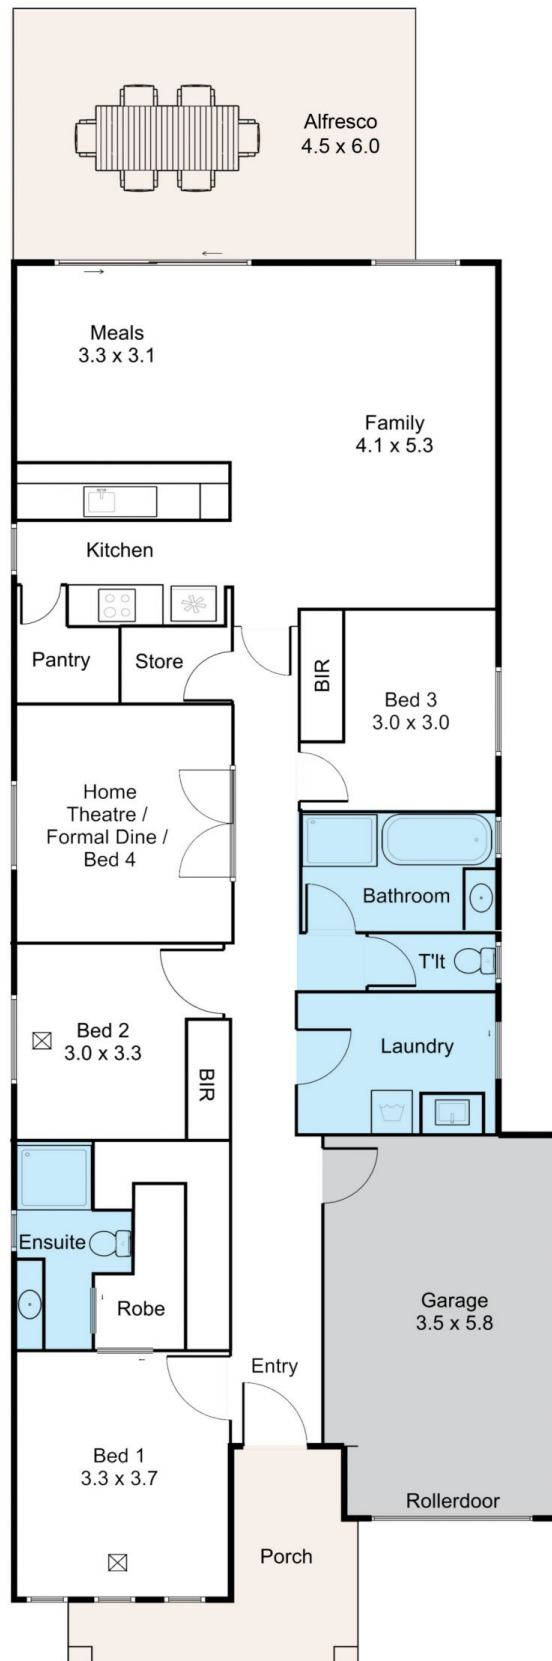 Alfresco
4.5 x 6.0
Meals
3.3 x 3.1
Family
4.1 x 5.3
Kitchen
Pantry
Store
BIR
Bed 3
3.0 x 3.0
Home
Theatre /
Formal Dine /
Bed 4
Bathroom
T'lt
Bed 2
3.0 x 3.3
BIR
Laundry
Ensuite
Robe
Garage
3.5 x 5.8
Entry
Bed 1
3.3 x 3.7
Rollerdoor
Porch